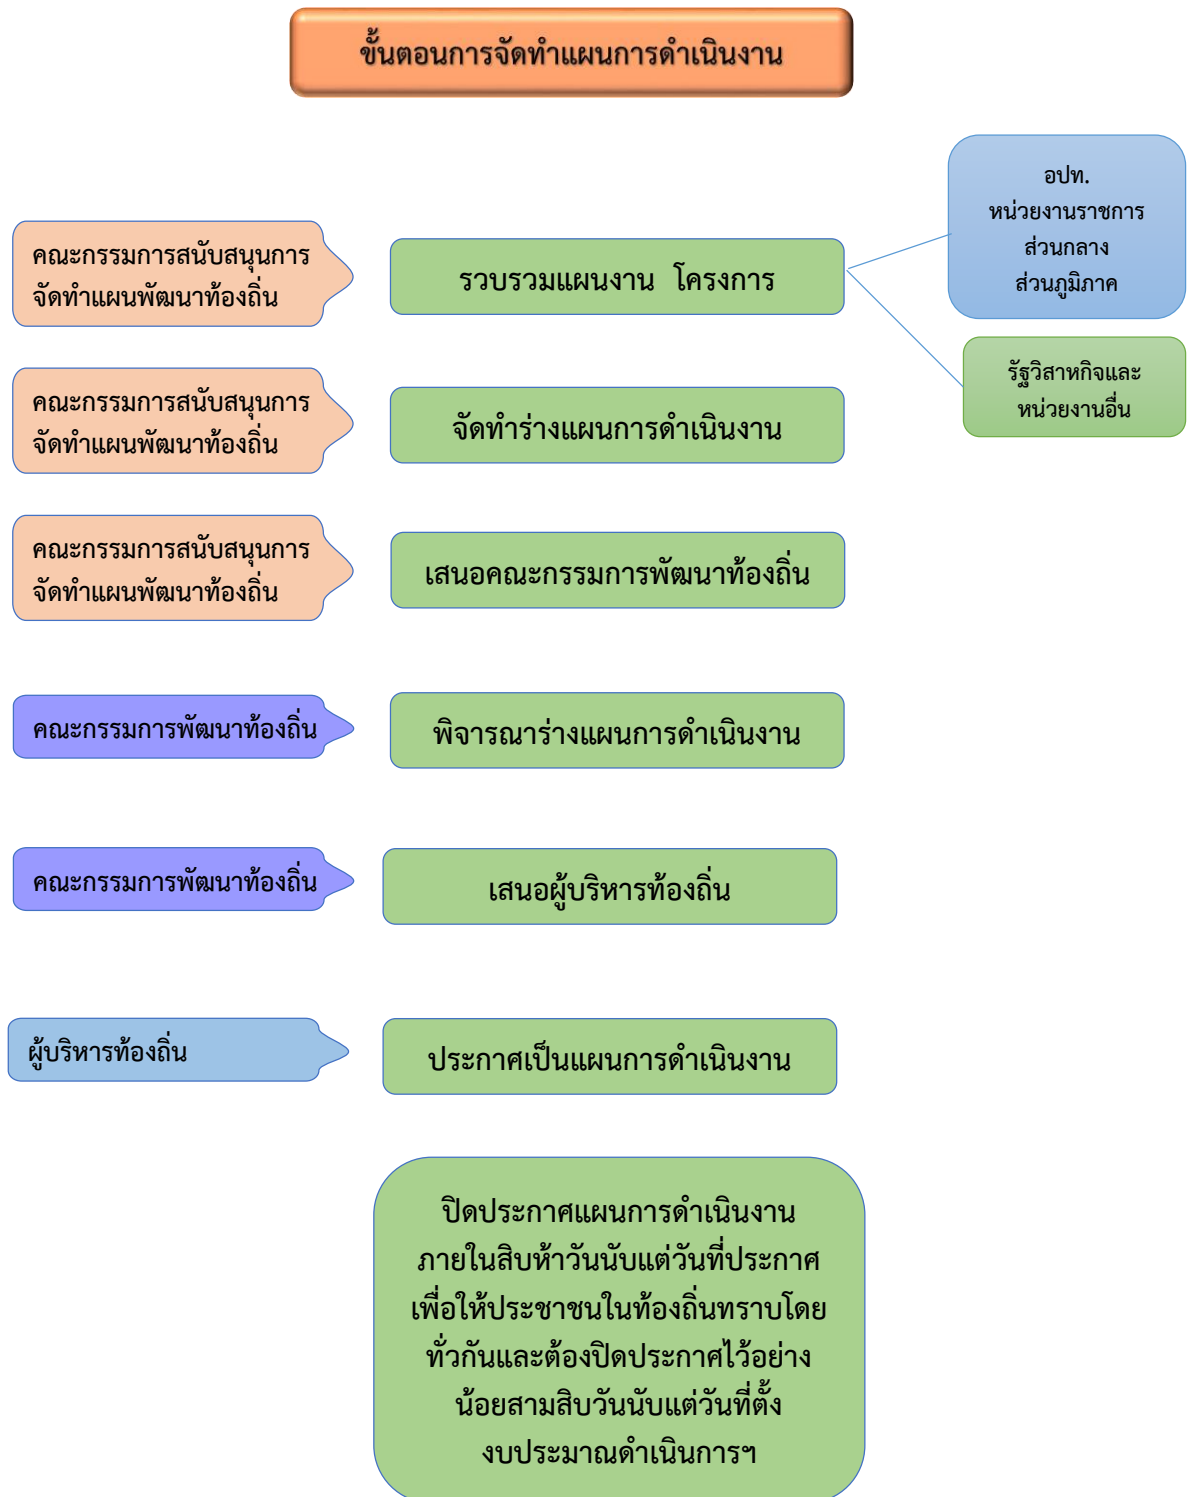 ขั้นตอนการจัดทำแผนการดำเนินงาน
อปท.
หน่วยงานราชการ
ส่วนกลาง
ส่วนภูมิภาค
คณะกรรมการสนับสนุนการ
จัดทำแผนพัฒนาท้องถิ่น
รวบรวมแผนงาน โครงการ
รัฐวิสาหกิจและ
หน่วยงานอื่น
คณะกรรมการสนับสนุนการ
จัดทำแผนพัฒนาท้องถิ่น
จัดทำร่างแผนการดำเนินงาน
คณะกรรมการสนับสนุนการ
จัดทำแผนพัฒนาท้องถิ่น
เสนอคณะกรรมการพัฒนาท้องถิ่น
คณะกรรมการพัฒนาท้องถิ่น
พิจารณาร่างแผนการดำเนินงาน
คณะกรรมการพัฒนาท้องถิ่น
เสนอผู้บริหารท้องถิ่น
ผู้บริหารท้องถิ่น
ประกาศเป็นแผนการดำเนินงาน
ปิดประกาศแผนการดำเนินงาน
ภายในสิบห้าวันนับแต่วันที่ประกาศ
เพื่อให้ประชาชนในท้องถิ่นทราบโดย
ทั่วกันและต้องปิดประกาศไว้อย่าง
น้อยสามสิบวันนับแต่วันที่ตั้ง
งบประมาณดำเนินการฯ